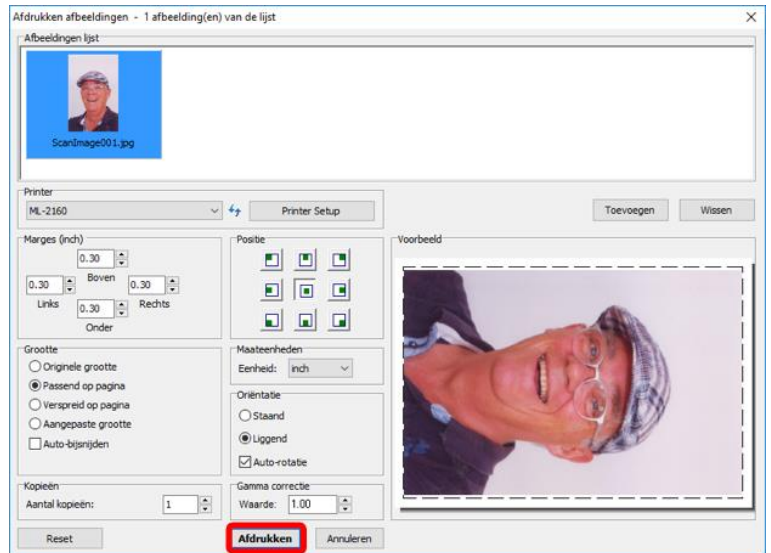 Afdrukken afbeeldingen - 1 afbeelding(en) van de lijst
Afbeeldingen lijst
ScanImage001.jpg
Printer
ML-2160
Printer Setup
Toevoegen
Wissen
Marges (inch)
0.30
Boven
0.30
0.30
Links
Rechts
0.30
Onder
Positie
Voorbeeld
Grootte
Originele grootte
Passend op pagina
Verspreid op pagina
Aangepaste grootte
Auto-bijsnijden
Maateenheden
Eenheid: inch
Oriëntatie
Staand
Liggend
Auto-rotatie
Kopieën
Aantal kopieën: 1
Gamma correctie
Waarde: 1.00
Reset
Afdrukken
Annuleren